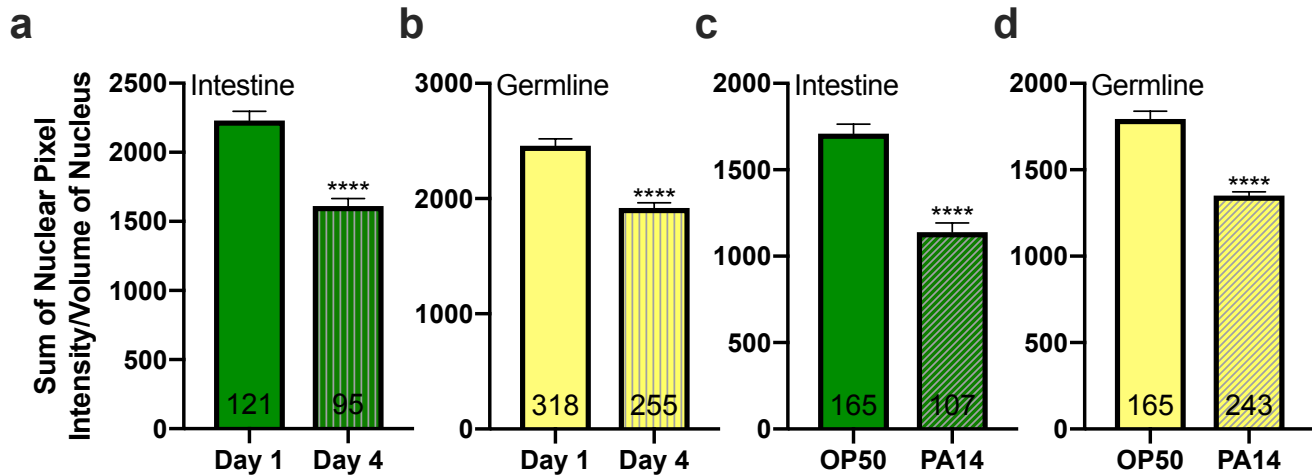 a
b
c
d
Sum of Nuclear Pixel
Intensity/Volume of Nucleus
Intestine
2500
2000
1500
1000
500
0
****
121
95
Day 1
Day 4
Germline
3000
2000
1000
0
****
318
255
Day 1
Day 4
Intestine
2000
1500
1000
500
0
****
165
107
OP50
PA14
Germline
2000
1500
1000
500
0
****
165
243
OP50
PA14